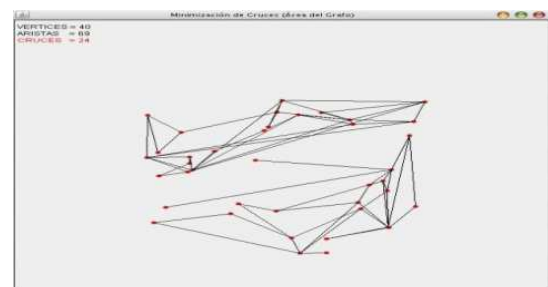 Minimización de Cruces (Área del Grafo)
VERTICES = 40
ARISTAS = 69
CRUCES = 24